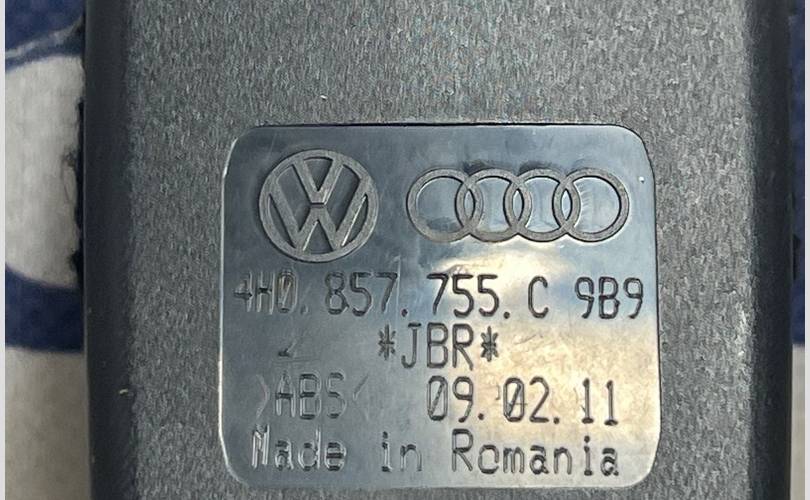 4H0.857.755.C 9B9
*JBR*
>ABS< 09.02.11
Made in Romania